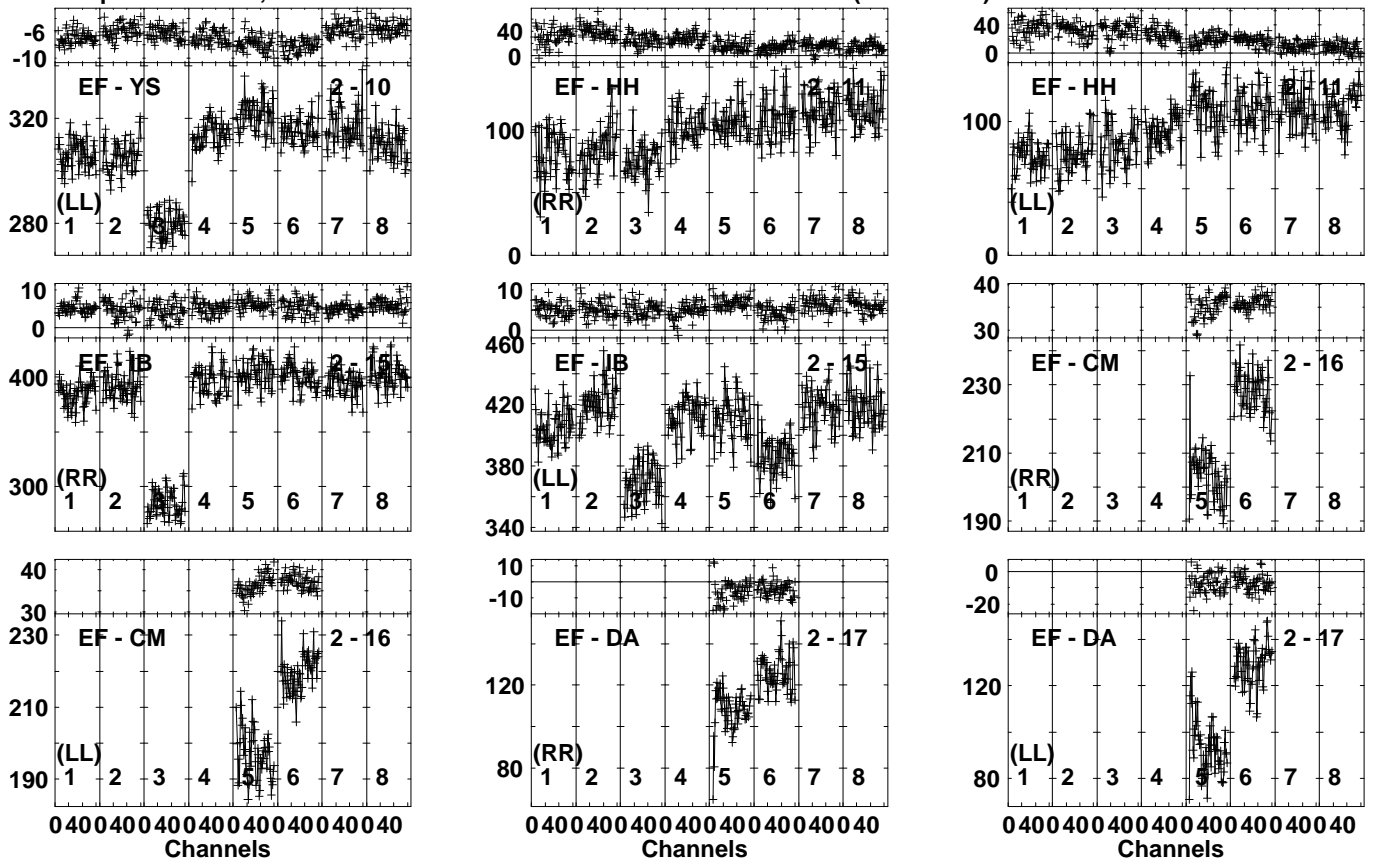 -6
-10
EF - YS 2 - 10
320
280
(LL)
1 2 3 4 5 6 7 8
40
0
EF - HH 2 - 11
100
0
(RR)
1 2 3 4 5 6 7 8
40
0
EF - HH 2 - 11
100
0
(LL)
1 2 3 4 5 6 7 8
10
0
EF - IB 2 - 15
400
300
(RR)
1 2 3 4 5 6 7 8
10
0
460
EF - IB 2 - 15
420
380
340
(LL)
1 2 3 4 5 6 7 8
40
30
EF - CM 2 - 16
230
210
190
(RR)
1 2 3 4 5 6 7 8
40
30
230
EF - CM 2 - 16
210
190
(LL)
1 2 3 4 5 6 7 8
0 40 0 40 0 40 0 40 0 40 0 40 0 40 0 40
Channels
10
-10
EF - DA 2 - 17
120
80
(RR)
1 2 3 4 5 6 7 8
0 40 0 40 0 40 0 40 0 40 0 40 0 40 0 40
Channels
0
-20
EF - DA 2 - 17
120
80
(LL)
1 2 3 4 5 6 7 8
0 40 0 40 0 40 0 40 0 40 0 40 0 40 0 40
Channels